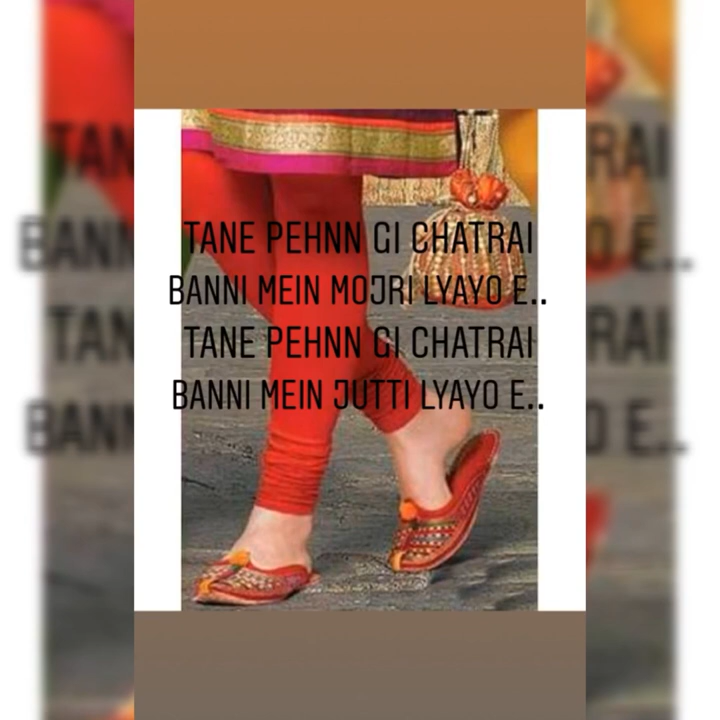 TANE PEHNN GI CHATRAI
BANNI MEIN MOJRI LYAYO E..
TANE PEHNN GI CHATRAI
BANNI MEIN JUTTI LYAYO E..